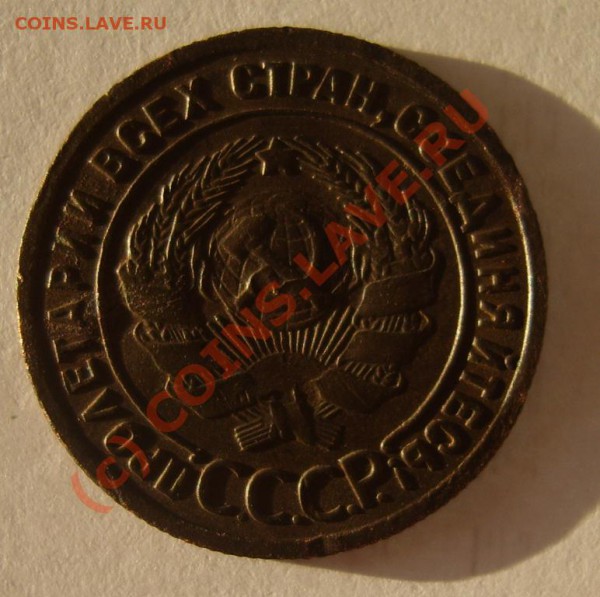 COINS.LAVE.RU
ПРОЛЕТАРИИ ВСЕХ СТРАН, СОЕДИНЯЙТЕСЬ!
С.С.С.Р.
(c) COINS.LAVE.RU